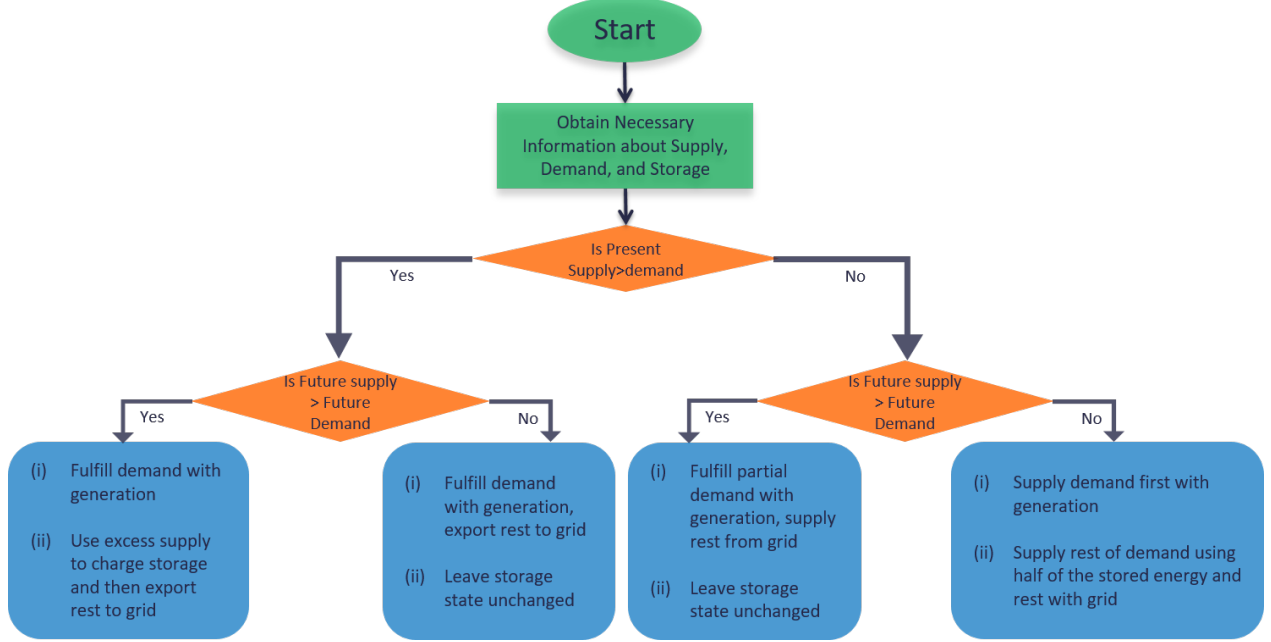 Start
Obtain Necessary
Information about Supply,
Demand, and Storage
Is Present
Supply>demand
Yes
No
Is Future supply
> Future
Demand
Is Future supply
> Future
Demand
Yes
No
Yes
No
(i) Fulfill demand with
generation
(ii) Use excess supply
to charge storage
and then export
rest to grid
(i) Fulfill demand
with generation,
export rest to grid
(ii) Leave storage
state unchanged
(i) Fulfill partial
demand with
generation, supply
rest from grid
(ii) Leave storage
state unchanged
(i) Supply demand first with
generation
(ii) Supply rest of demand using
half of the stored energy and
rest with grid